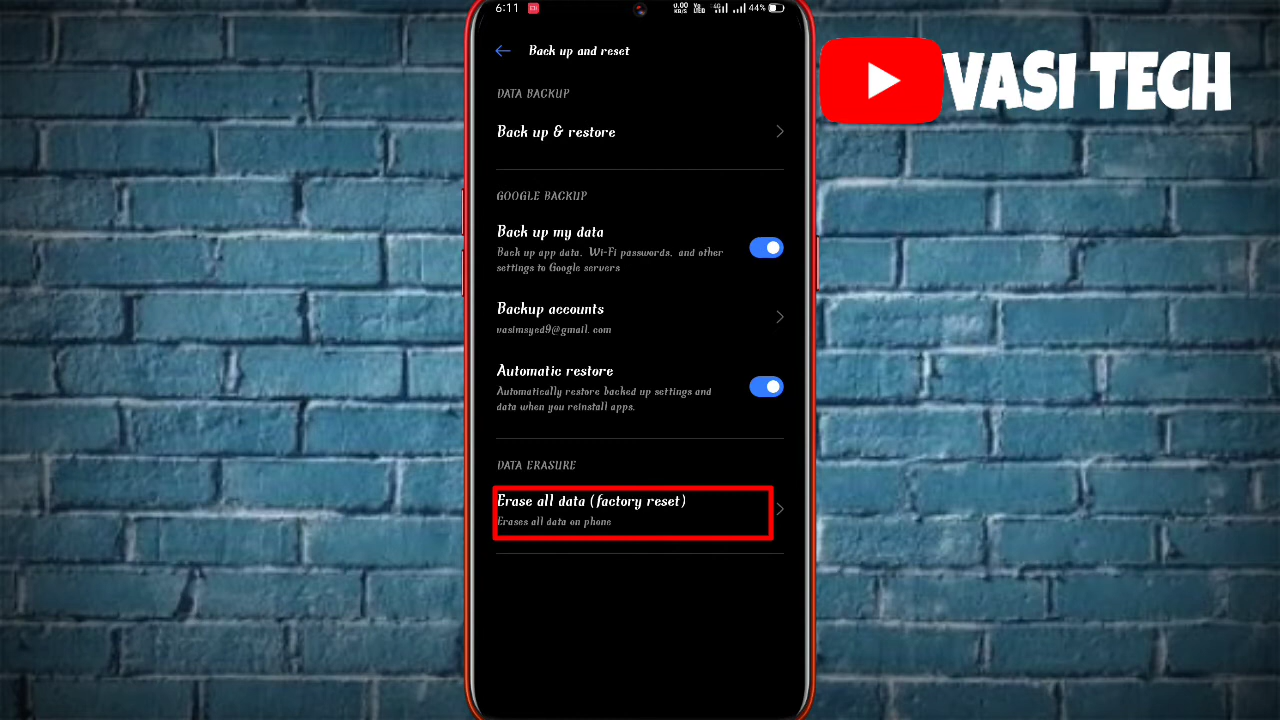 6:11
0.00 KB/S
44%
VASI TECH
Back up and reset
DATA BACKUP
Back up & restore
GOOGLE BACKUP
Back up my data
Back up app data, Wi-Fi passwords, and other
settings to Google servers
Backup accounts
vasimsyed9@gmail.com
Automatic restore
Automatically restore backed up settings and
data when you reinstall apps.
DATA ERASURE
Erase all data (factory reset)
Erases all data on phone